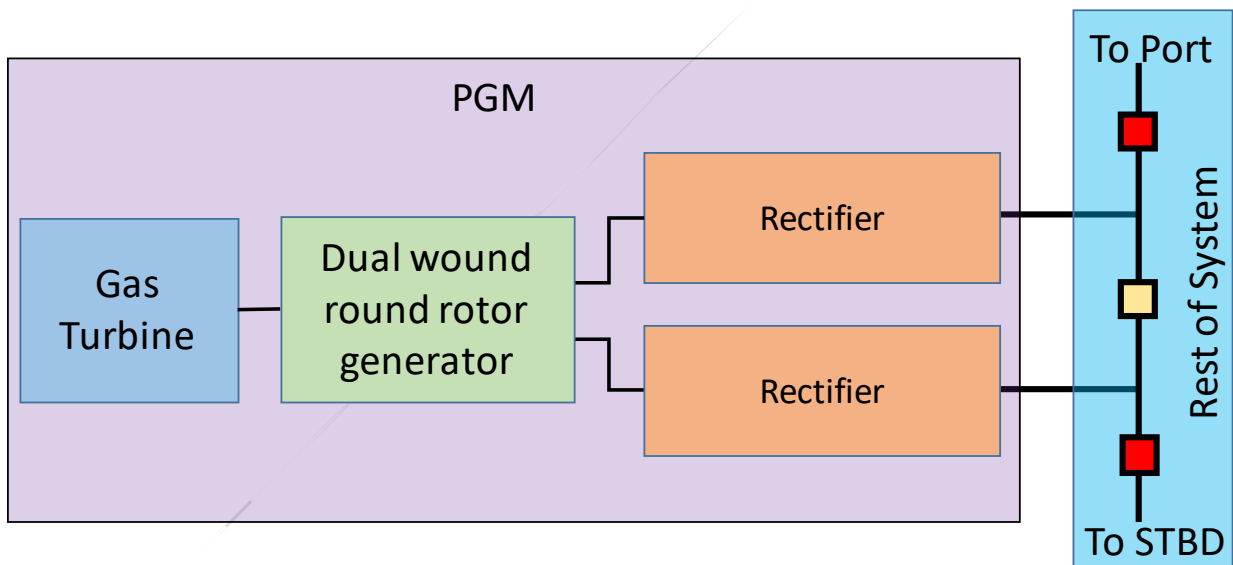 To Port
PGM
Rectifier
Gas
Turbine
Dual wound
round rotor
generator
Rectifier
Rest of System
To STBD